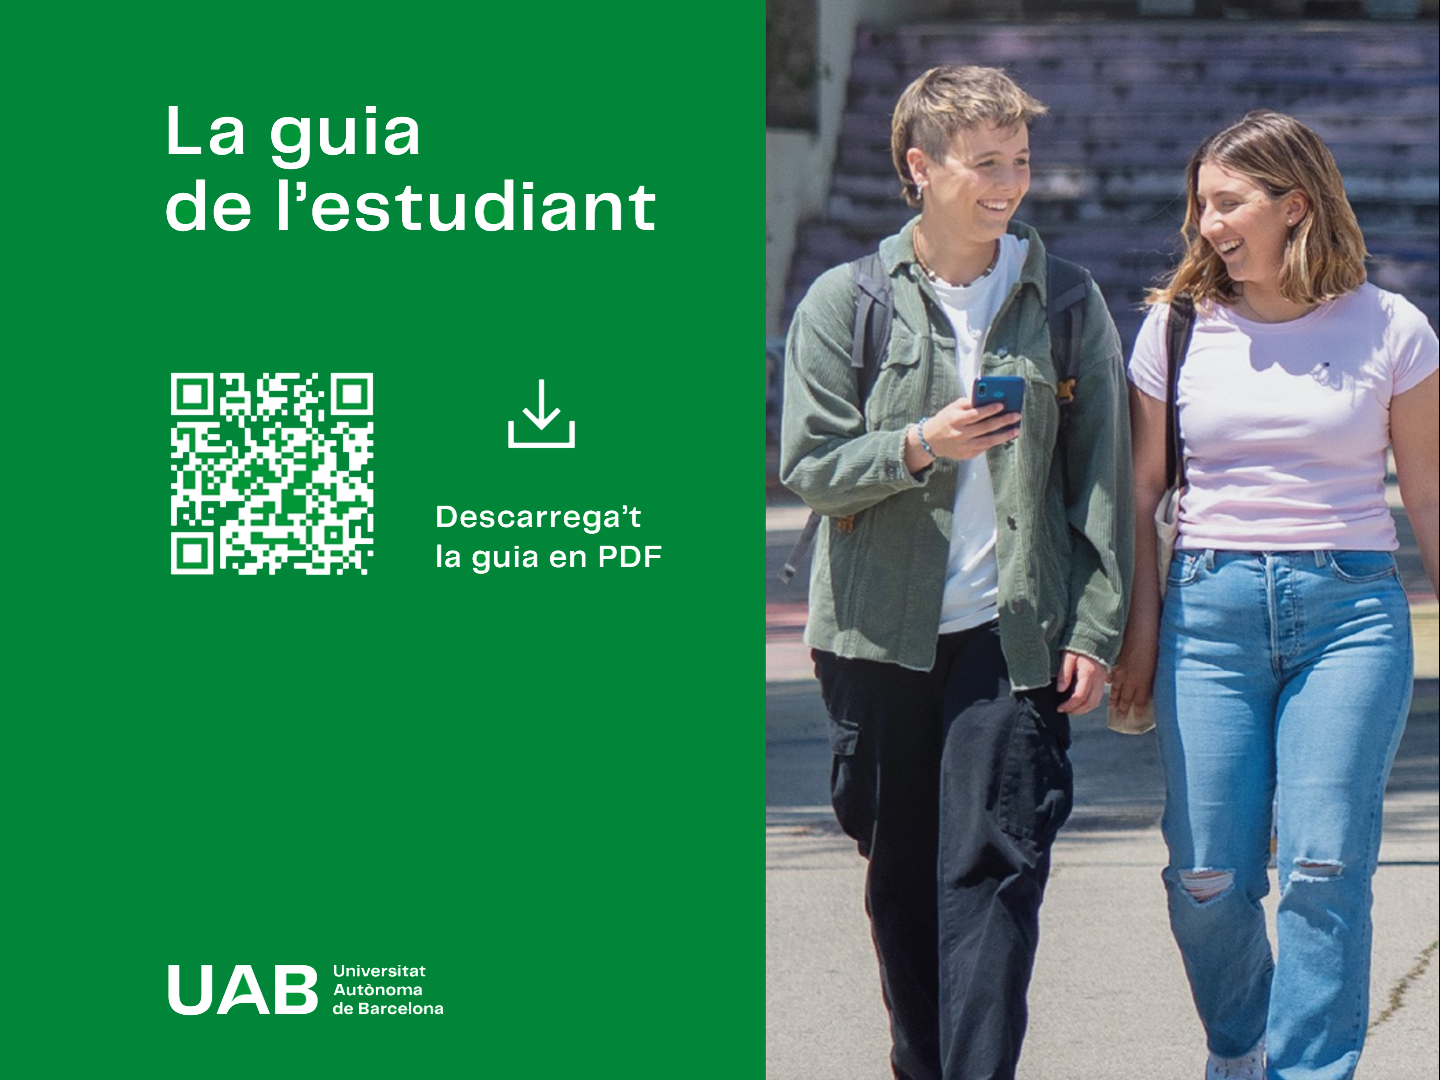 La guia
de l’estudiant
Descarrega’t
la guia en PDF
UAB
Universitat
Autònoma
de Barcelona